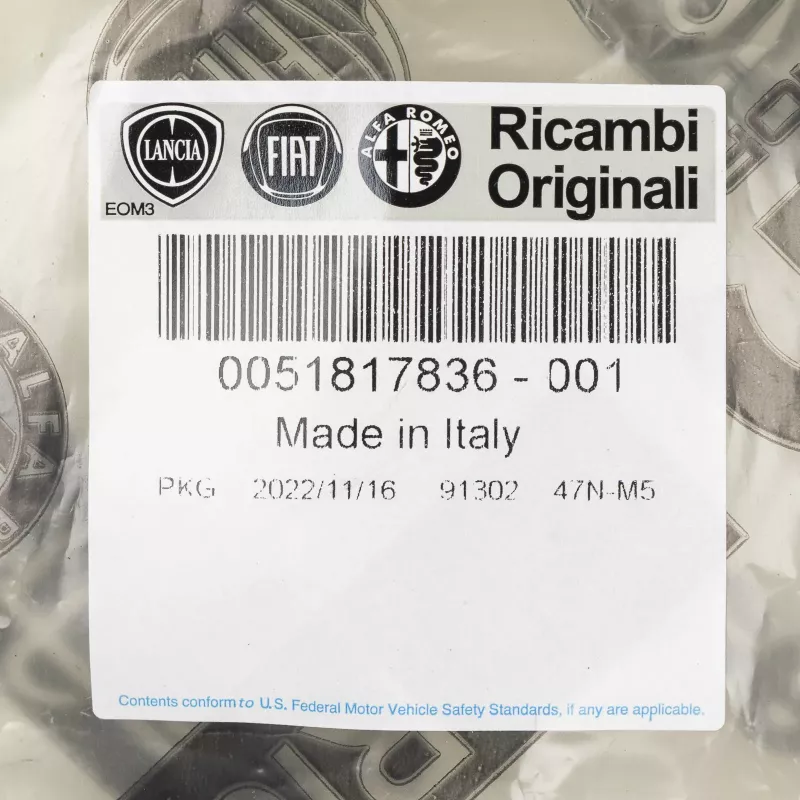 LANCIA
FIAT
ALFA ROMEO
Ricambi
Originali
EOM3
0051817836 - 001
Made in Italy
PKG 2022/11/16 91302 47N-M5
Contents conform to U.S. Federal Motor Vehicle Safety Standards, if any are applicable.
ALFA